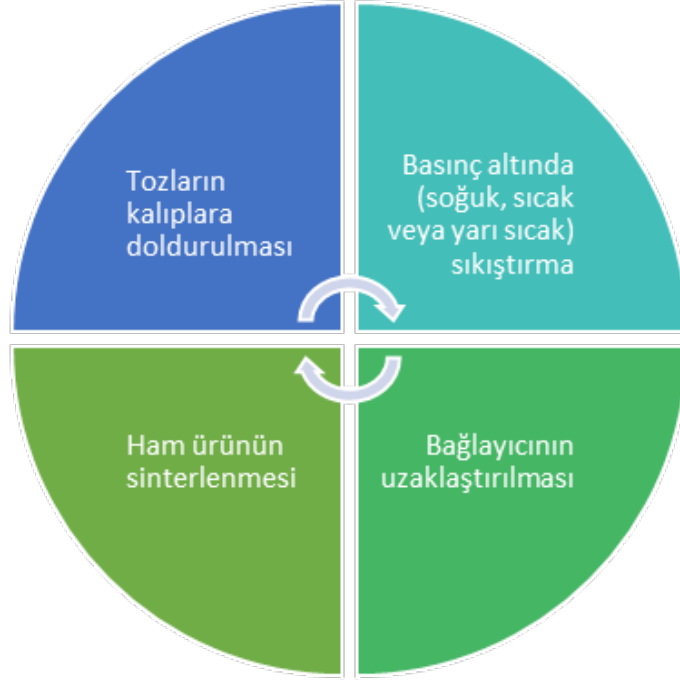 Tozların
kalıplara
doldurulması
Basınç altında
(soğuk, sıcak
veya yarı sıcak)
sıkıştırma
Bağlayıcının
uzaklaştırılması
Ham ürünün
sinterlenmesi